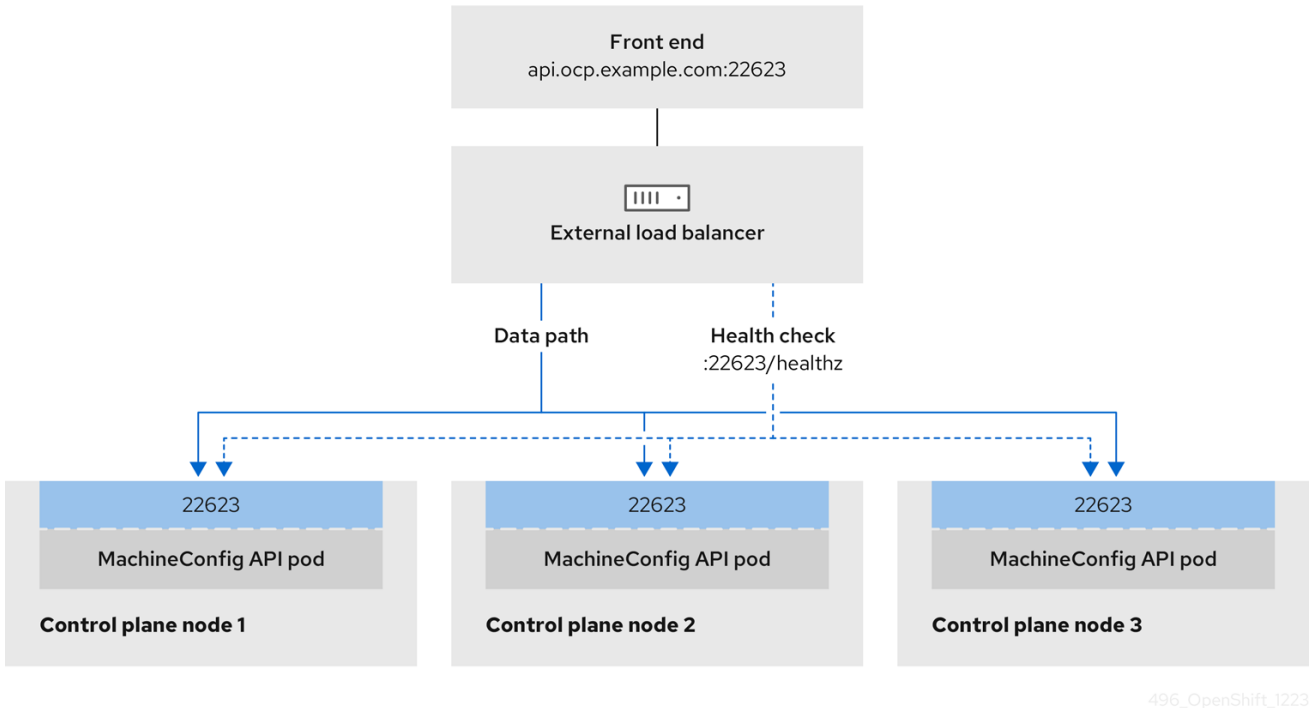 Front end
api.ocp.example.com:22623
External load balancer
Data path
Health check
:22623/healthz
22623
22623
22623
MachineConfig API pod
MachineConfig API pod
MachineConfig API pod
Control plane node 1
Control plane node 2
Control plane node 3
496_OpenShift_1223